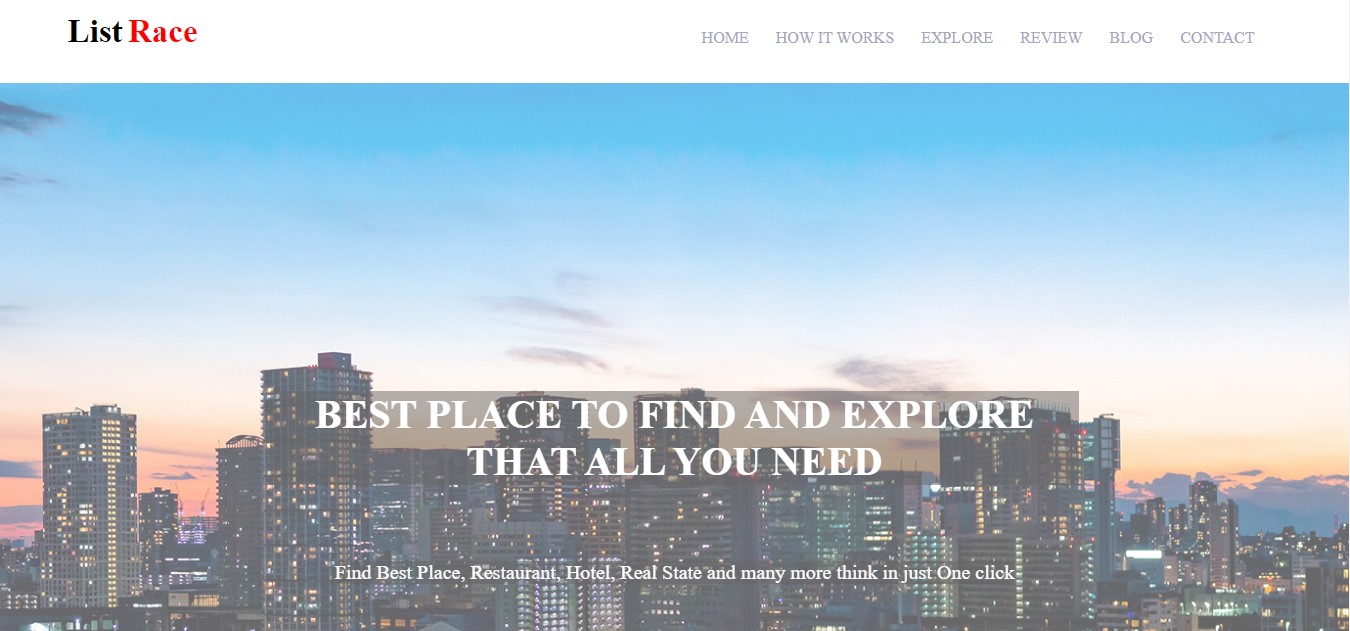 List Race
HOME HOW IT WORKS EXPLORE REVIEW BLOG CONTACT
BEST PLACE TO FIND AND EXPLORE
THAT ALL YOU NEED
Find Best Place, Restaurant, Hotel, Real State and many more think in just One click